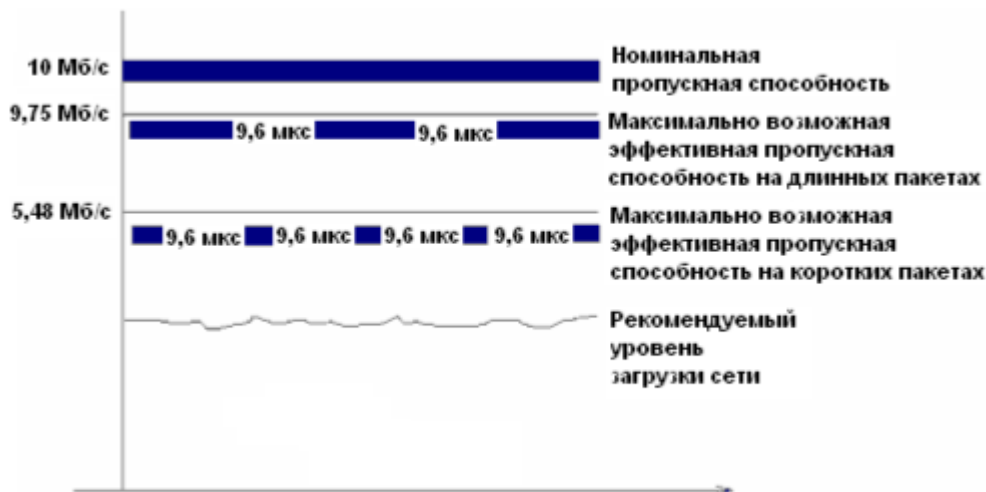 10 Мб/с
Номинальная
пропускная способность
9,75 Мб/с
9,6 мкс 9,6 мкс
Максимально возможная
эффективная пропускная
способность на длинных пакетах
5,48 Мб/с
9,6 мкс 9,6 мкс 9,6 мкс 9,6 мкс
Максимально возможная
эффективная пропускная
способность на коротких пакетах
Рекомендуемый
уровень
загрузки сети